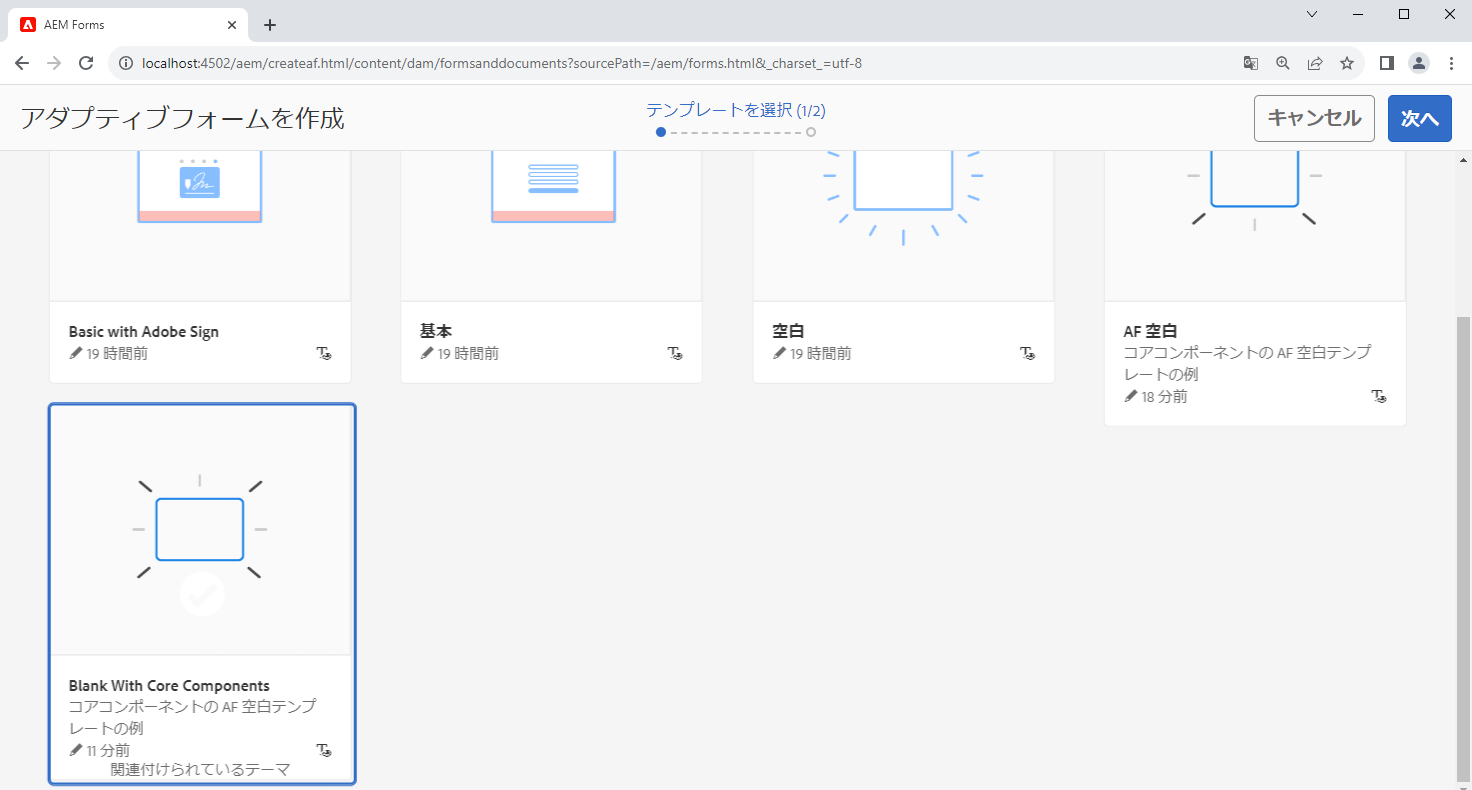 AEM Forms
localhost:4502/aem/createaf.html/content/dam/formsanddocuments?sourcePath=/aem/forms.html&_charset_=utf-8
アダプティブフォームを作成
テンプレートを選択 (1/2)
キャンセル
次へ
Basic with Adobe Sign
19 時間前
基本
19 時間前
空白
19 時間前
AF 空白
コアコンポーネントの AF 空白テンプ
レートの例
18 分前
Blank With Core Components
コアコンポーネントの AF 空白テンプ
レートの例
11 分前
関連付けられているテーマ